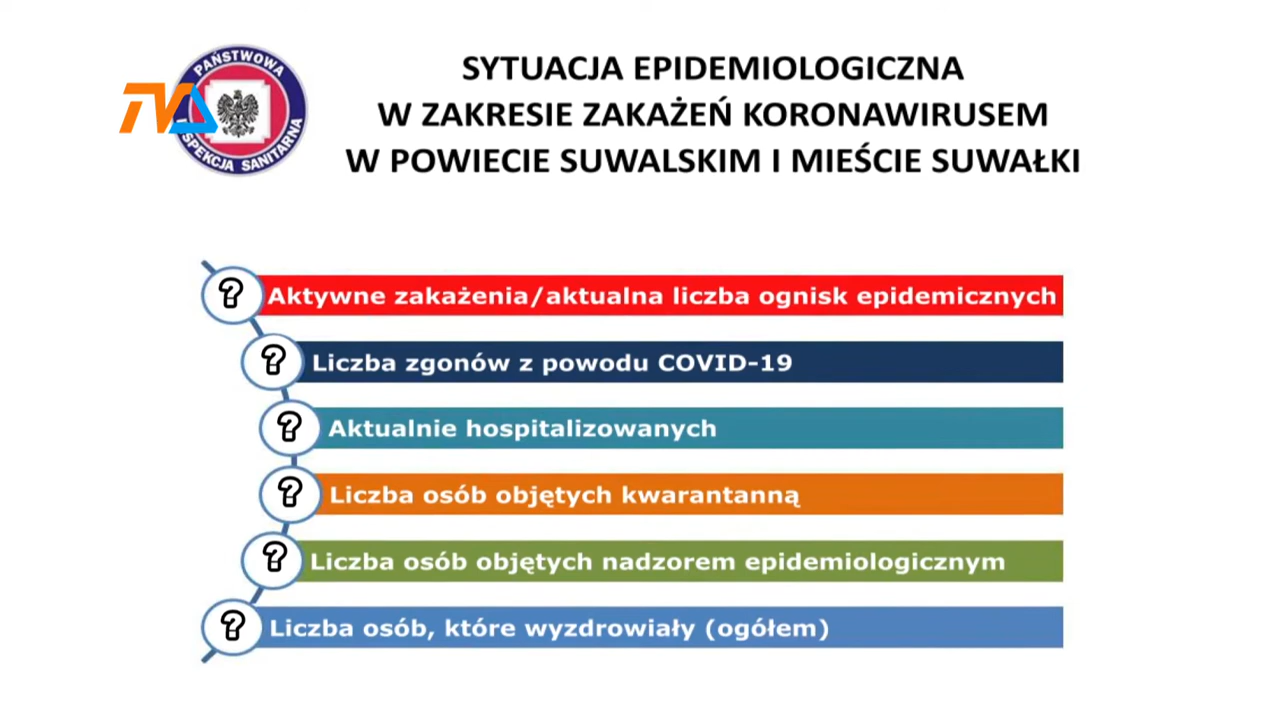 PAŃSTWOWA
INSPEKCJA SANITARNA
TVA
SYTUACJA EPIDEMIOLOGICZNA
W ZAKRESIE ZAKAŻEŃ KORONAWIRUSEM
W POWIECIE SUWALSKIM I MIEŚCIE SUWAŁKI
? Aktywne zakażenia/aktualna liczba ognisk epidemicznych
? Liczba zgonów z powodu COVID-19
? Aktualnie hospitalizowanych
? Liczba osób objętych kwarantanną
? Liczba osób objętych nadzorem epidemiologicznym
? Liczba osób, które wyzdrowiały (ogółem)